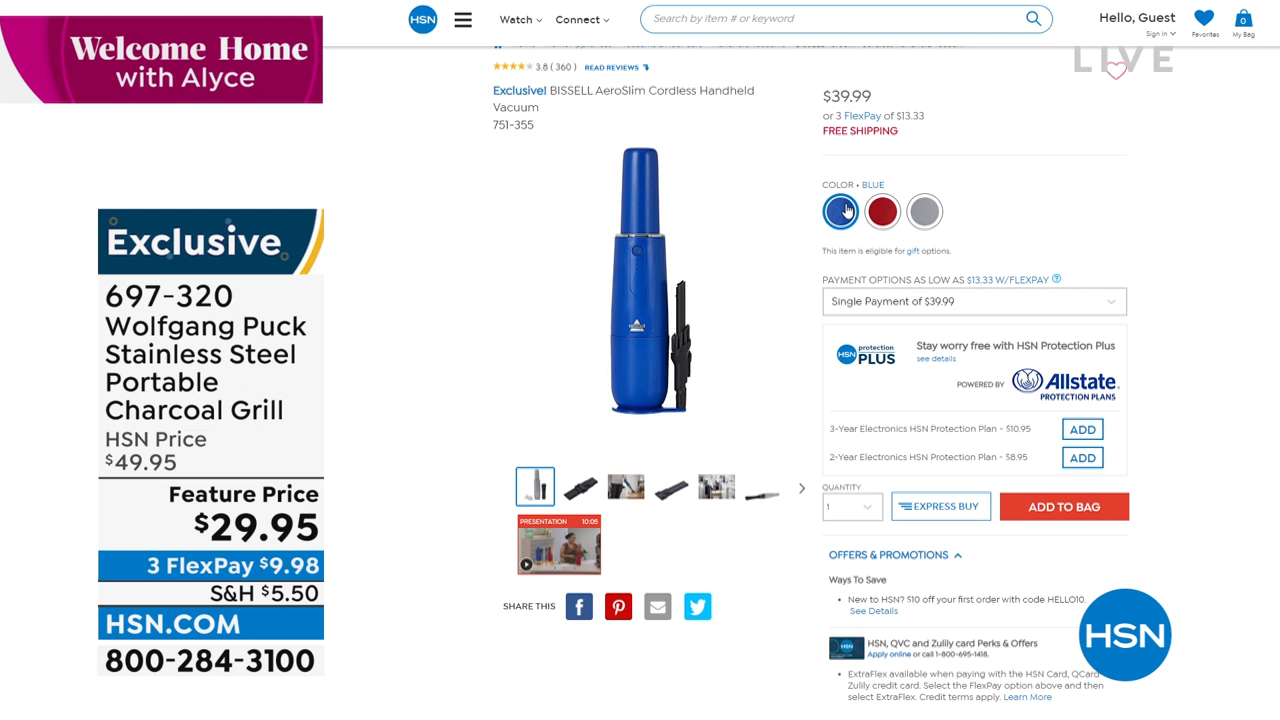 Welcome Home
with Alyce
Exclusive
697-320
Wolfgang Puck
Stainless Steel
Portable
Charcoal Grill
HSN Price
$49.95
Feature Price
$29.95
3 FlexPay $9.98
S&H $5.50
HSN.COM
800-284-3100
HSN
Watch
Connect
Search by item # or keyword
Hello, Guest
Sign In
Favorites
0
My Bag
LIVE
3.8 ( 360 ) READ REVIEWS
Exclusive! BISSELL AeroSlim Cordless Handheld
Vacuum
751-355
PRESENTATION 10:05
SHARE THIS
$39.99
or 3 FlexPay of $13.33
FREE SHIPPING
COLOR • BLUE
This item is eligible for gift options.
PAYMENT OPTIONS AS LOW AS $13.33 W/FLEXPAY ?
Single Payment of $39.99
HSN protection PLUS
Stay worry free with HSN Protection Plus
see details
POWERED BY Allstate
PROTECTION PLANS
3-Year Electronics HSN Protection Plan - $10.95 ADD
2-Year Electronics HSN Protection Plan - $8.95 ADD
QUANTITY
1
EXPRESS BUY
ADD TO BAG
OFFERS & PROMOTIONS
Ways To Save
• New to HSN? $10 off your first order with code HELLO10.
See Details
HSN, QVC and Zulily card Perks & Offers
Apply online or call 1-800-695-1418.
• ExtraFlex available when paying with the HSN Card, QCard
Zulily credit card. Select the FlexPay option above and then
select ExtraFlex. Credit terms apply. Learn More
HSN